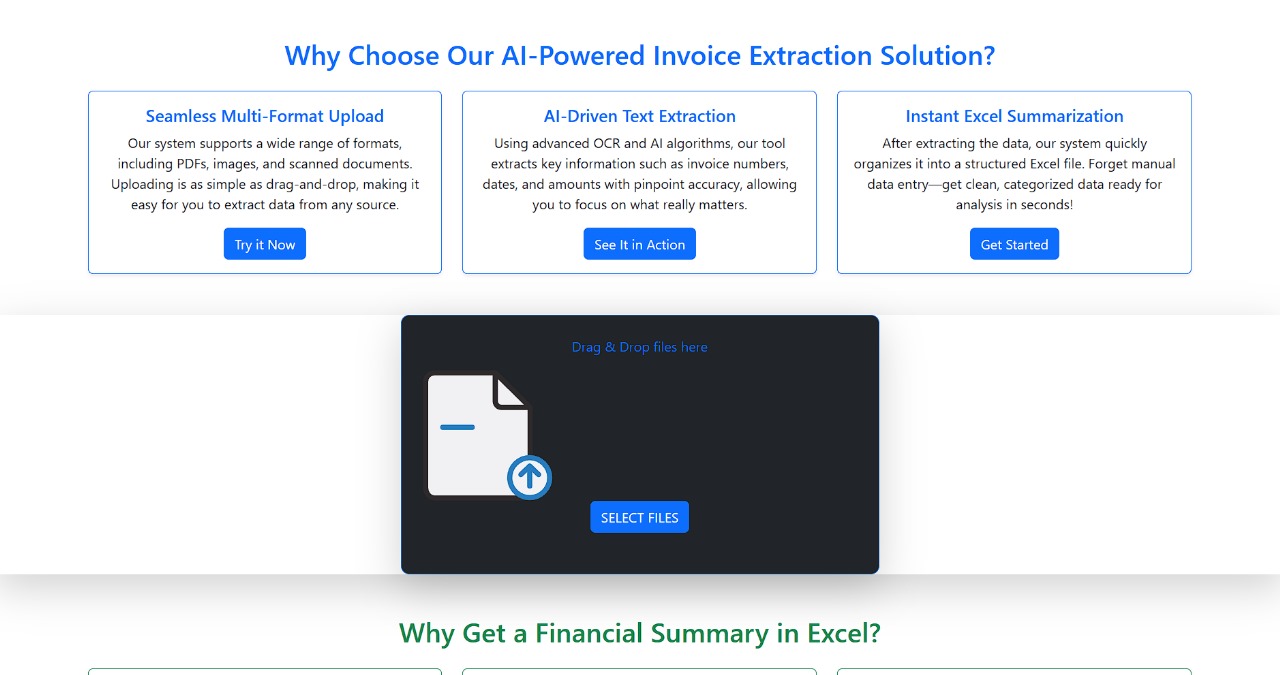 Why Choose Our AI-Powered Invoice Extraction Solution?
Seamless Multi-Format Upload
Our system supports a wide range of formats,
including PDFs, images, and scanned documents.
Uploading is as simple as drag-and-drop, making it
easy for you to extract data from any source.
Try it Now
AI-Driven Text Extraction
Using advanced OCR and AI algorithms, our tool
extracts key information such as invoice numbers,
dates, and amounts with pinpoint accuracy, allowing
you to focus on what really matters.
See It in Action
Instant Excel Summarization
After extracting the data, our system quickly
organizes it into a structured Excel file. Forget manual
data entry—get clean, categorized data ready for
analysis in seconds!
Get Started
Drag & Drop files here
SELECT FILES
Why Get a Financial Summary in Excel?